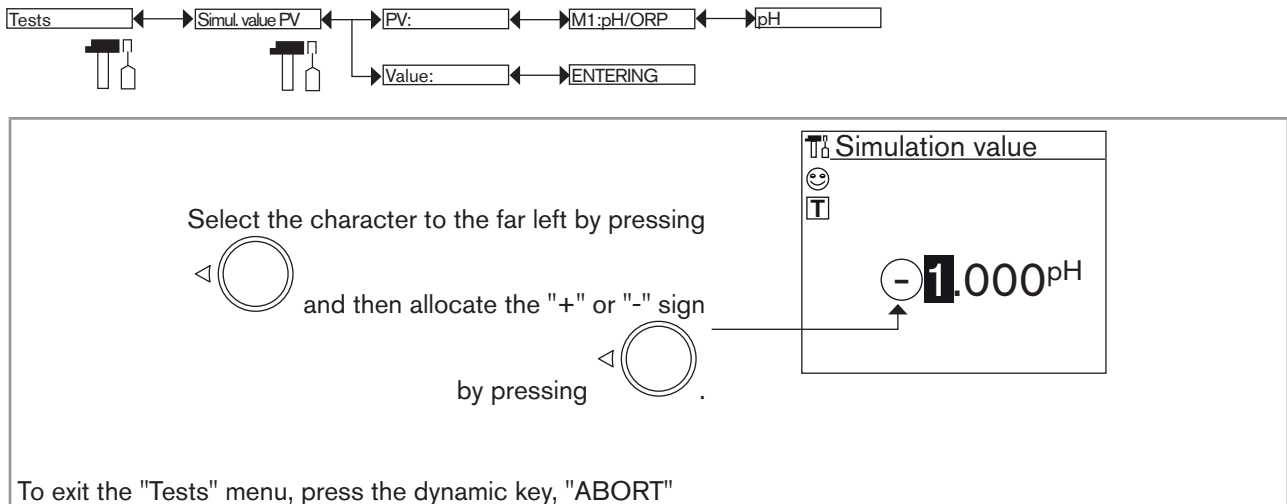 Tests Simul. value PV PV: M1:pH/ORP pH
Value: ENTERING
Simulation value
T
Select the character to the far left by pressing
and then allocate the "+" or "-" sign
by pressing .
-1.000pH
To exit the "Tests" menu, press the dynamic key, "ABORT"